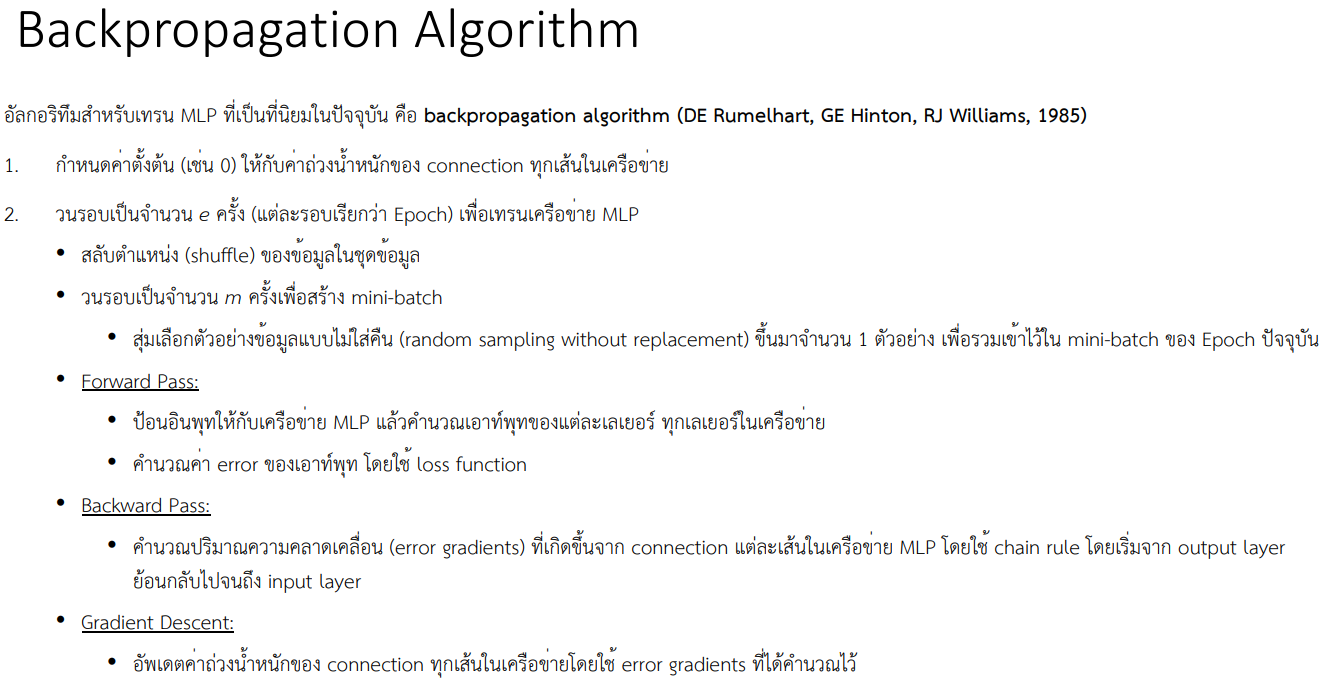 Backpropagation Algorithm
อัลกอริทึมสำหรับเทรน MLP ที่เป็นที่นิยมในปัจจุบัน คือ backpropagation algorithm (DE Rumelhart, GE Hinton, RJ Williams, 1985)
1. กำหนดค่าตั้งต้น (เช่น 0) ให้กับค่าถ่วงน้ำหนักของ connection ทุกเส้นในเครือข่าย
2. วนรอบเป็นจำนวน e ครั้ง (แต่ละรอบเรียกว่า Epoch) เพื่อเทรนเครือข่าย MLP
• สลับตำแหน่ง (shuffle) ของข้อมูลในชุดข้อมูล
• วนรอบเป็นจำนวน m ครั้งเพื่อสร้าง mini-batch
• สุ่มเลือกตัวอย่างข้อมูลแบบไม่ใส่คืน (random sampling without replacement) ขึ้นมาจำนวน 1 ตัวอย่าง เพื่อรวมเข้าไว้ใน mini-batch ของ Epoch ปัจจุบัน
• Forward Pass:
• ป้อนอินพุทให้กับเครือข่าย MLP แล้วคำนวณเอาท์พุทของแต่ละเลเยอร์ ทุกเลเยอร์ในเครือข่าย
• คำนวณค่า error ของเอาท์พุท โดยใช้ loss function
• Backward Pass:
• คำนวณปริมาณความคลาดเคลื่อน (error gradients) ที่เกิดขึ้นจาก connection แต่ละเส้นในเครือข่าย MLP โดยใช้ chain rule โดยเริ่มจาก output layer
ย้อนกลับไปจนถึง input layer
• Gradient Descent:
• อัพเดตค่าถ่วงน้ำหนักของ connection ทุกเส้นในเครือข่ายโดยใช้ error gradients ที่ได้คำนวณไว้